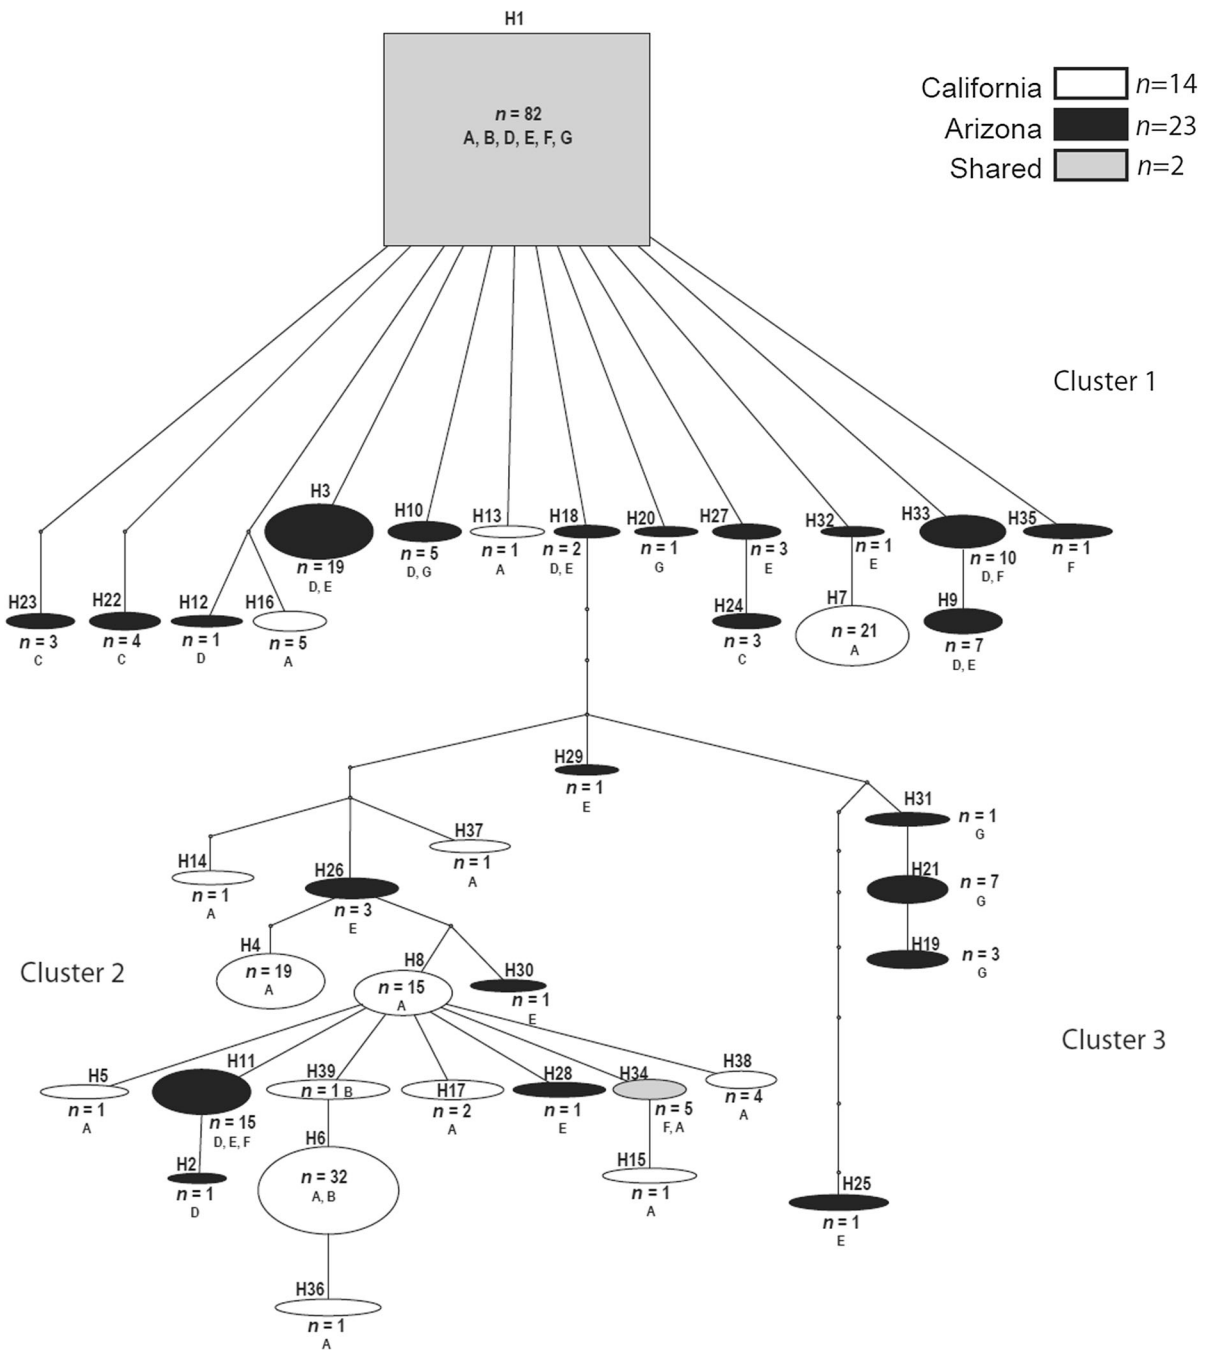 H1
n = 82
A, B, D, E, F, G
California n=14
Arizona n=23
Shared n=2
Cluster 1
H3
n = 19
D, E
H10
n = 5
D, G
H13
n = 1
A
H18
n = 2
D, E
H20
n = 1
G
H27
n = 3
E
H32
n = 1
E
H33
n = 10
D, F
H35
n = 1
F
H23
n = 3
C
H22
n = 4
C
H12
n = 1
D
H16
n = 5
A
H24
n = 3
C
H7
n = 21
A
H9
n = 7
D, E
H29
n = 1
E
H31
n = 1
G
H37
n = 1
A
H14
n = 1
A
H26
n = 3
E
H21
n = 7
G
H4
n = 19
A
H8
n = 15
A
H30
n = 1
E
H19
n = 3
G
Cluster 2
Cluster 3
H5
n = 1
A
H11
n = 15
D, E, F
H39
n = 1 B
H17
n = 2
A
H28
n = 1
E
H34
n = 5
F, A
H38
n = 4
A
H2
n = 1
D
H6
n = 32
A, B
H15
n = 1
A
H25
n = 1
E
H36
n = 1
A